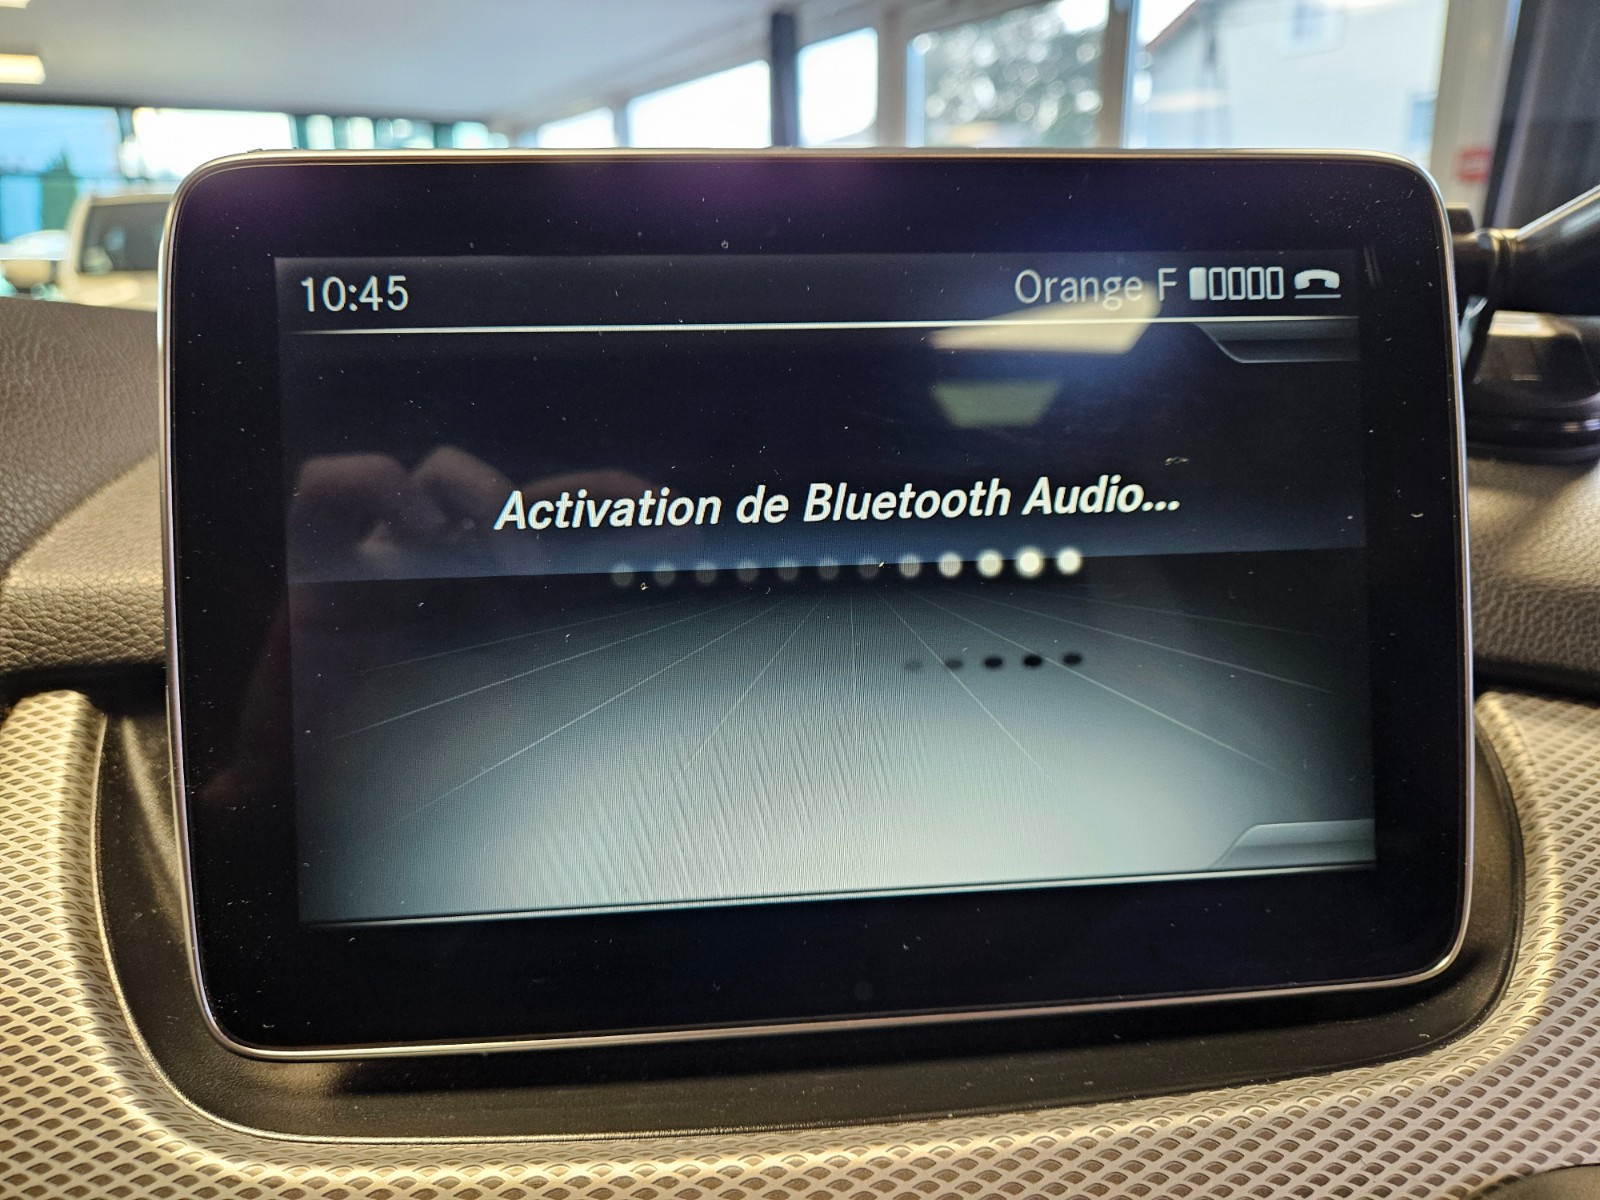 10:45
Orange F
Activation de Bluetooth Audio...